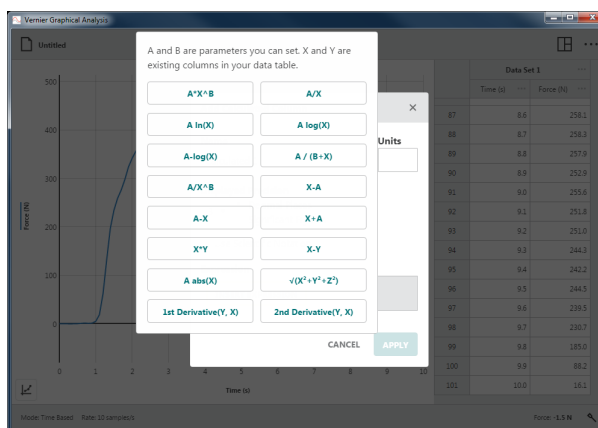 Vernier Graphical Analysis
Untitled
A and B are parameters you can set. X and Y are
existing columns in your data table.
A*X^B
A/X
A ln(X)
A log(X)
A-log(X)
A / (B+X)
A/X^B
X-A
A-X
X+A
X*Y
X-Y
A abs(X)
√(X²+Y²+Z²)
1st Derivative(Y, X)
2nd Derivative(Y, X)
Units
CANCEL
APPLY
Force (N)
500
400
300
200
100
0
0 1 2 3 4 5 6 7 8 9 10
Time (s)
Data Set 1
Time (s) Force (N)
87 8.6 258.1
88 8.7 258.3
89 8.8 257.9
90 8.9 252.9
91 9.0 255.6
92 9.1 251.8
93 9.2 251.0
94 9.3 244.3
95 9.4 242.2
96 9.5 244.5
97 9.6 239.5
98 9.7 230.7
99 9.8 185.0
100 9.9 88.2
101 10.0 16.1
Mode: Time Based Rate: 10 samples/s
Force: -1.5 N